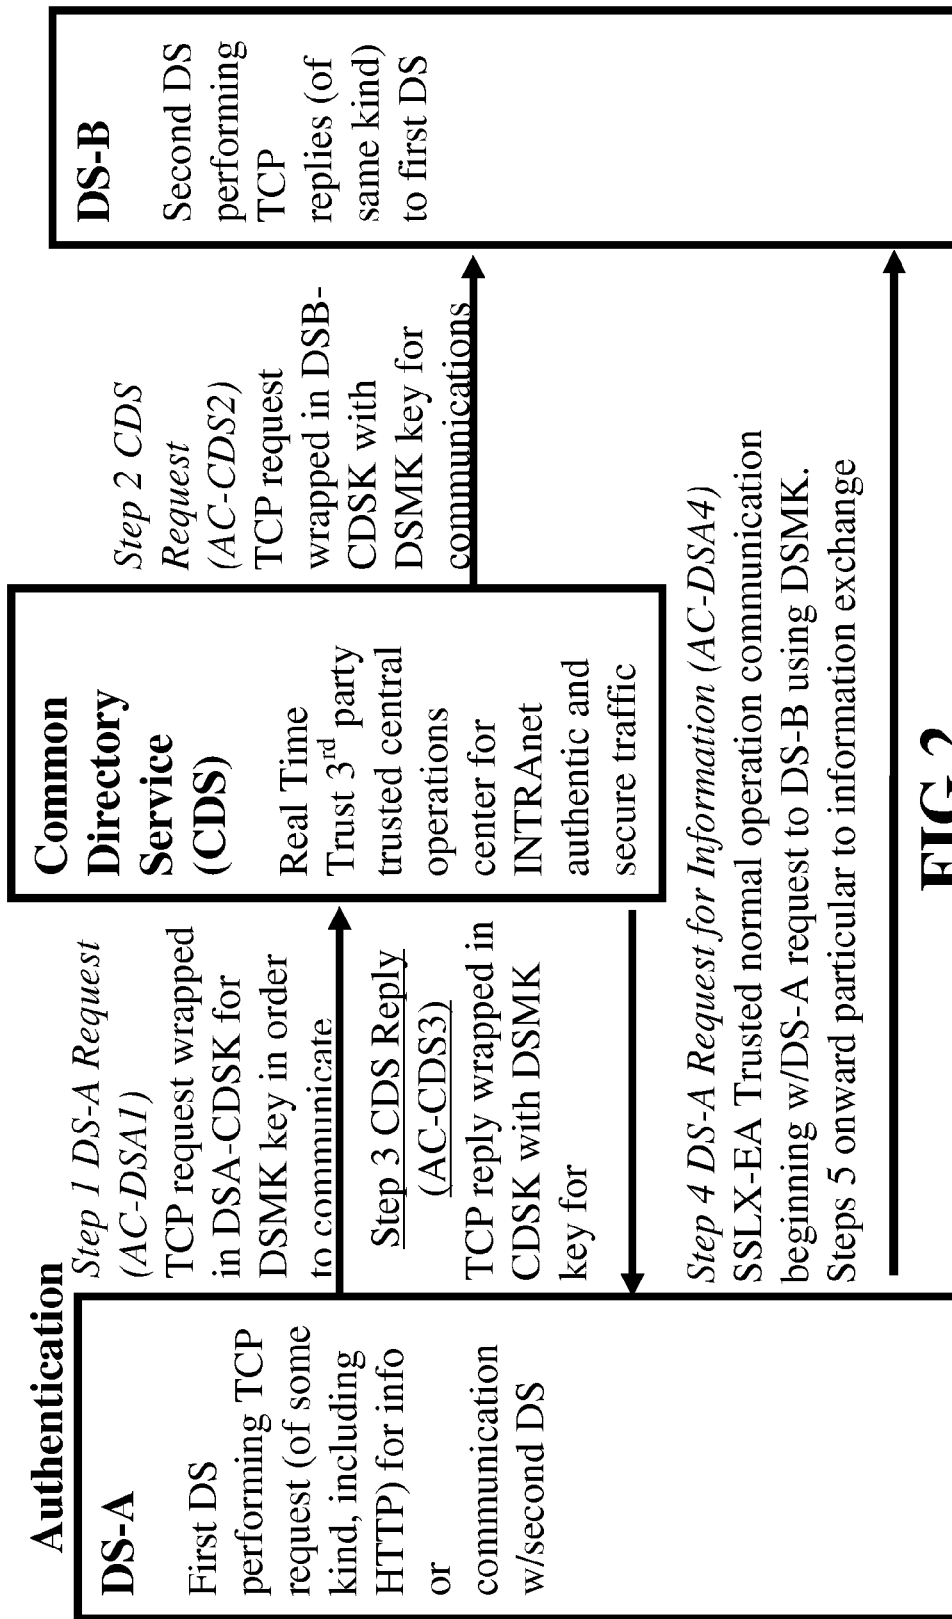 Authentication
DS-A
First DS
performing TCP
request (of some
kind, including
HTTP) for info
or
communication
w/second DS
Step 1 DS-A Request
(AC-DSA1)
TCP request wrapped
in DSA-CDSK for
DSMK key in order
to communicate
Step 3 CDS Reply
(AC-CDS3)
TCP reply wrapped in
CDSK with DSMK
key for
Common
Directory
Service
(CDS)
Real Time
Trust 3rd party
trusted central
operations
center for
INTRAnet
authentic and
secure traffic
Step 2 CDS
Request
(AC-CDS2)
TCP request
wrapped in DSB-
CDSK with
DSMK key for
communications
DS-B
Second DS
performing
TCP
replies (of
same kind)
to first DS
Step 4 DS-A Request for Information (AC-DSA4)
SSLX-EA Trusted normal operation communication
beginning w/DS-A request to DS-B using DSMK.
Steps 5 onward particular to information exchange
FIG 2